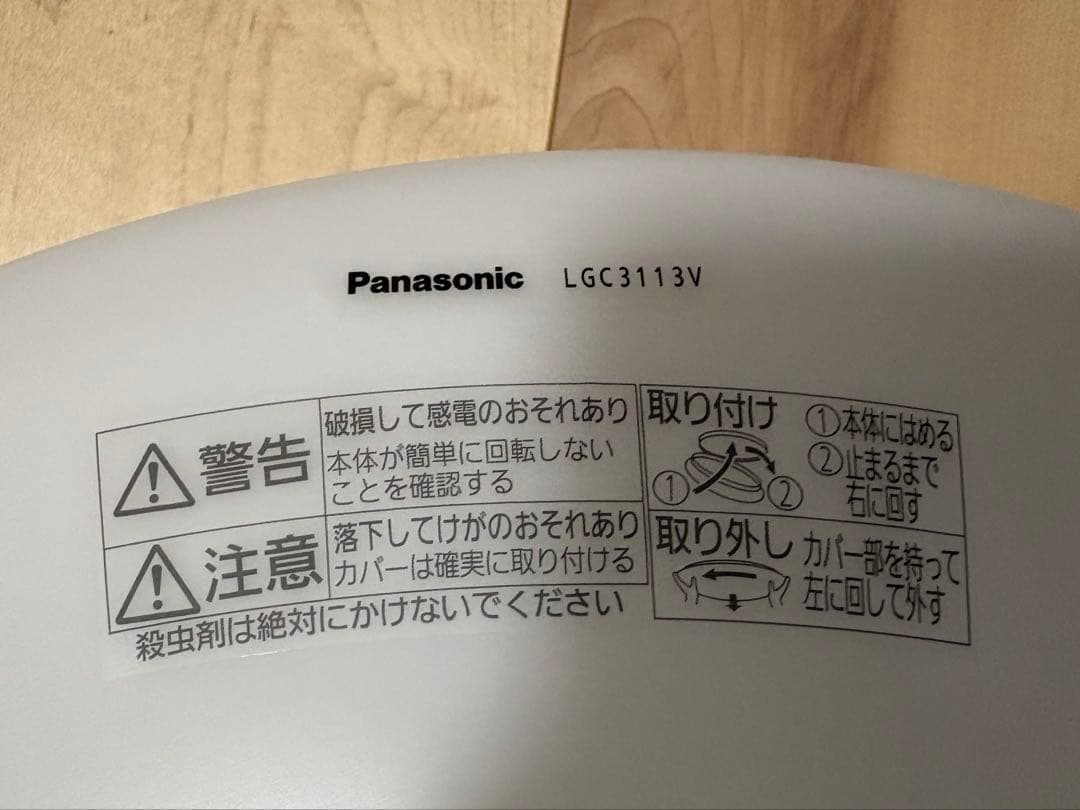 Panasonic LGC3113V
警告
破損して感電のおそれあり
本体が簡単に回転しない
ことを確認する
注意
落下してけがのおそれあり
カバーは確実に取り付ける
殺虫剤は絶対にかけないでください
取り付け
①本体にはめる
②止まるまで
右に回す
① ②
取り外し
カバー部を持って
左に回して外す